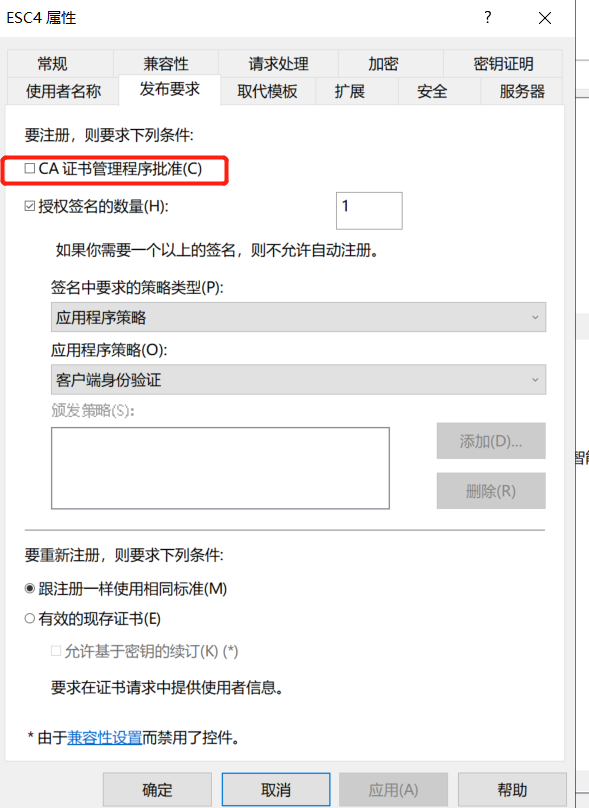 ESC4 属性
常规
兼容性
请求处理
加密
密钥证明
使用者名称
发布要求
取代模板
扩展
安全
服务器
要注册，则要求下列条件:
CA 证书管理程序批准(C)
授权签名的数量(H):
1
如果你需要一个以上的签名，则不允许自动注册。
签名中要求的策略类型(P):
应用程序策略
应用程序策略(O):
客户端身份验证
颁发策略(S):
添加(D)...
删除(R)
要重新注册，则要求下列条件:
跟注册一样使用相同标准(M)
有效的现存证书(E)
允许基于密钥的续订(K) (*)
要求在证书请求中提供使用者信息。
* 由于兼容性设置而禁用了控件。
确定
取消
应用(A)
帮助